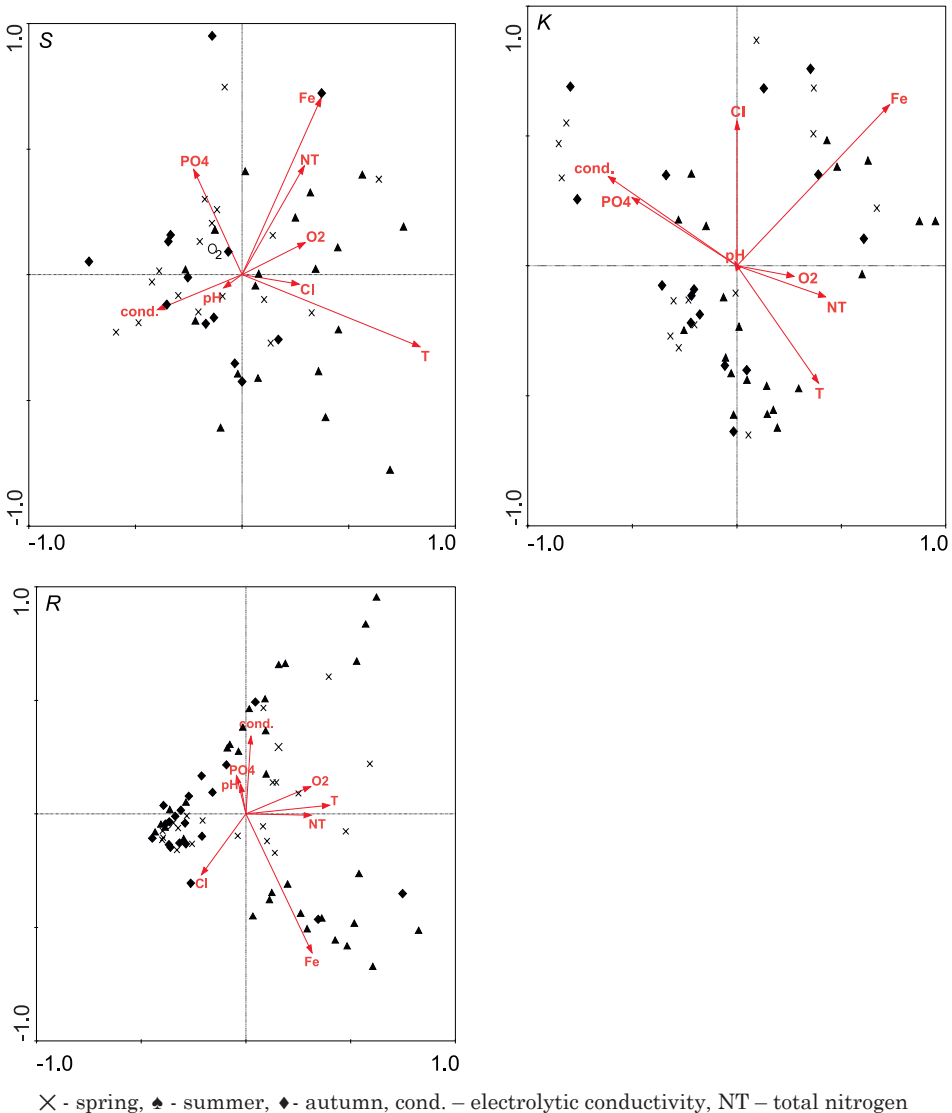 S
1.0
-1.0
-1.0
1.0
Fe
NT
PO4
O2
O2
Cl
pH
cond.
T
K
1.0
-1.0
-1.0
1.0
Fe
Cl
cond.
PO4
pH
O2
NT
T
R
1.0
-1.0
-1.0
1.0
cond.
PO4
pH
O2
T
NT
Cl
Fe
× - spring, ♠ - summer, ♦ - autumn, cond. – electrolytic conductivity, NT – total nitrogen